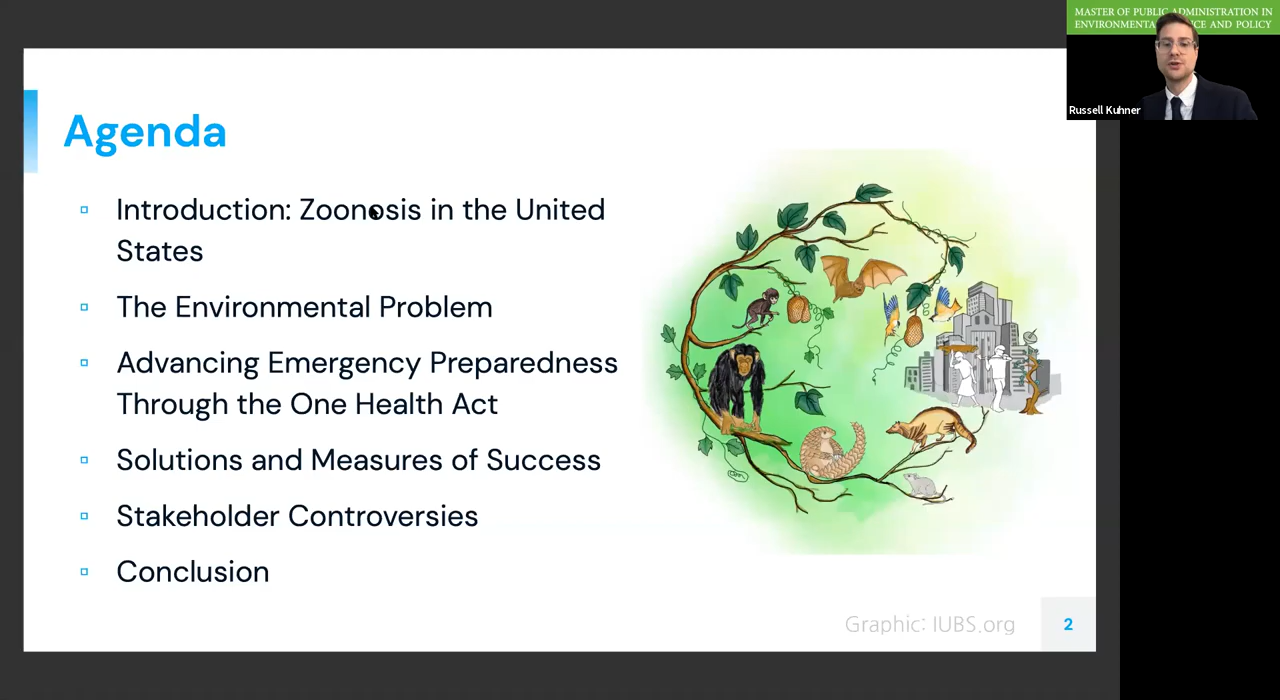 MASTER OF PUBLIC ADMINISTRATION IN
ENVIRONMENTAL SCIENCE AND POLICY
Russell Kuhner
Agenda
Introduction: Zoonosis in the United
States
The Environmental Problem
Advancing Emergency Preparedness
Through the One Health Act
Solutions and Measures of Success
Stakeholder Controversies
Conclusion
Graphic: IUBS.org
2